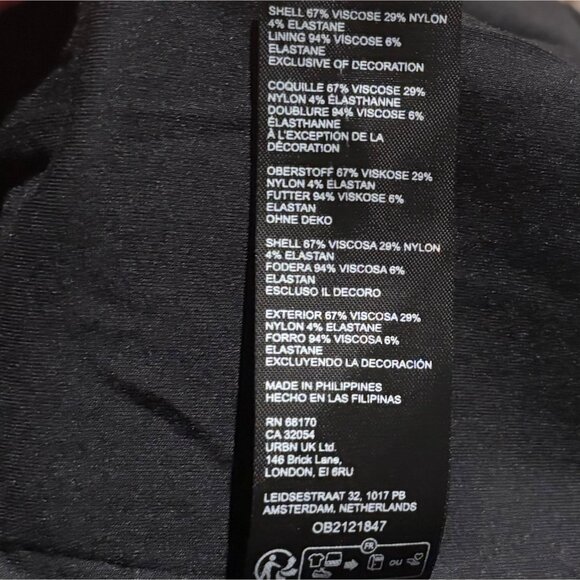 SHELL 67% VISCOSE 29% NYLON
4% ELASTANE
LINING 94% VISCOSE 6%
ELASTANE
EXCLUSIVE OF DECORATION
COQUILLE 67% VISCOSE 29%
NYLON 4% ÉLASTHANNE
DOUBLURE 94% VISCOSE 6%
ÉLASTHANNE
À L'EXCEPTION DE LA
DÉCORATION
OBERSTOFF 67% VISKOSE 29%
NYLON 4% ELASTAN
FUTTER 94% VISKOSE 6%
ELASTAN
OHNE DEKO
SHELL 67% VISCOSA 29% NYLON
4% ELASTAN
FODERA 94% VISCOSA 6%
ELASTAN
ESCLUSO IL DECORO
EXTERIOR 67% VISCOSA 29%
NYLON 4% ELASTANE
FORRO 94% VISCOSA 6%
ELASTANE
EXCLUYENDO LA DECORACIÓN
MADE IN PHILIPPINES
HECHO EN LAS FILIPINAS
RN 66170
CA 32054
URBN UK Ltd.
146 Brick Lane,
LONDON, EI 6RU
LEIDSESTRAAT 32, 1017 PB
AMSTERDAM, NETHERLANDS
OB2121847
FR
OU